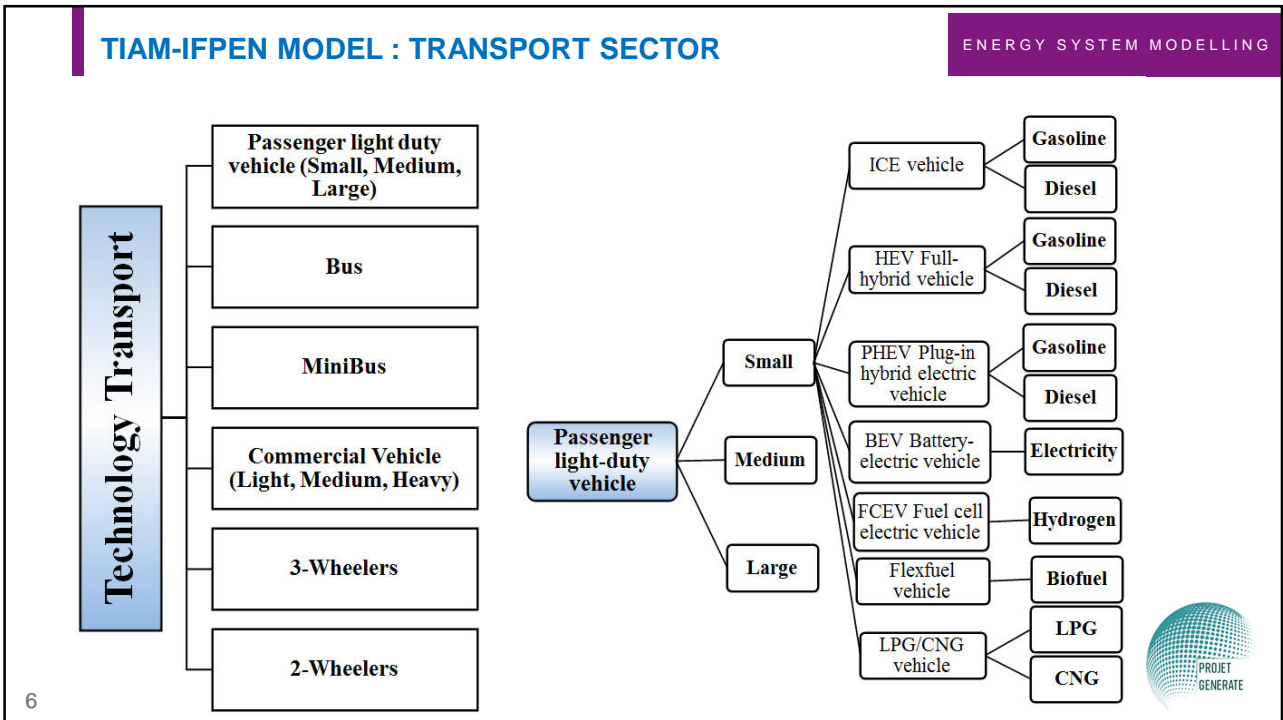 TIAM-IFPEN MODEL : TRANSPORT SECTOR
ENERGY SYSTEM MODELLING
Technology Transport
Passenger light duty
vehicle (Small, Medium,
Large)
Bus
MiniBus
Commercial Vehicle
(Light, Medium, Heavy)
3-Wheelers
2-Wheelers
Passenger
light-duty
vehicle
Small
Medium
Large
ICE vehicle
Gasoline
Diesel
HEV Full-
hybrid vehicle
Gasoline
Diesel
PHEV Plug-in
hybrid electric
vehicle
Gasoline
Diesel
BEV Battery-
electric vehicle
Electricity
FCEV Fuel cell
electric vehicle
Hydrogen
Flexfuel
vehicle
Biofuel
LPG/CNG
vehicle
LPG
CNG
PROJET
GENERATE
6